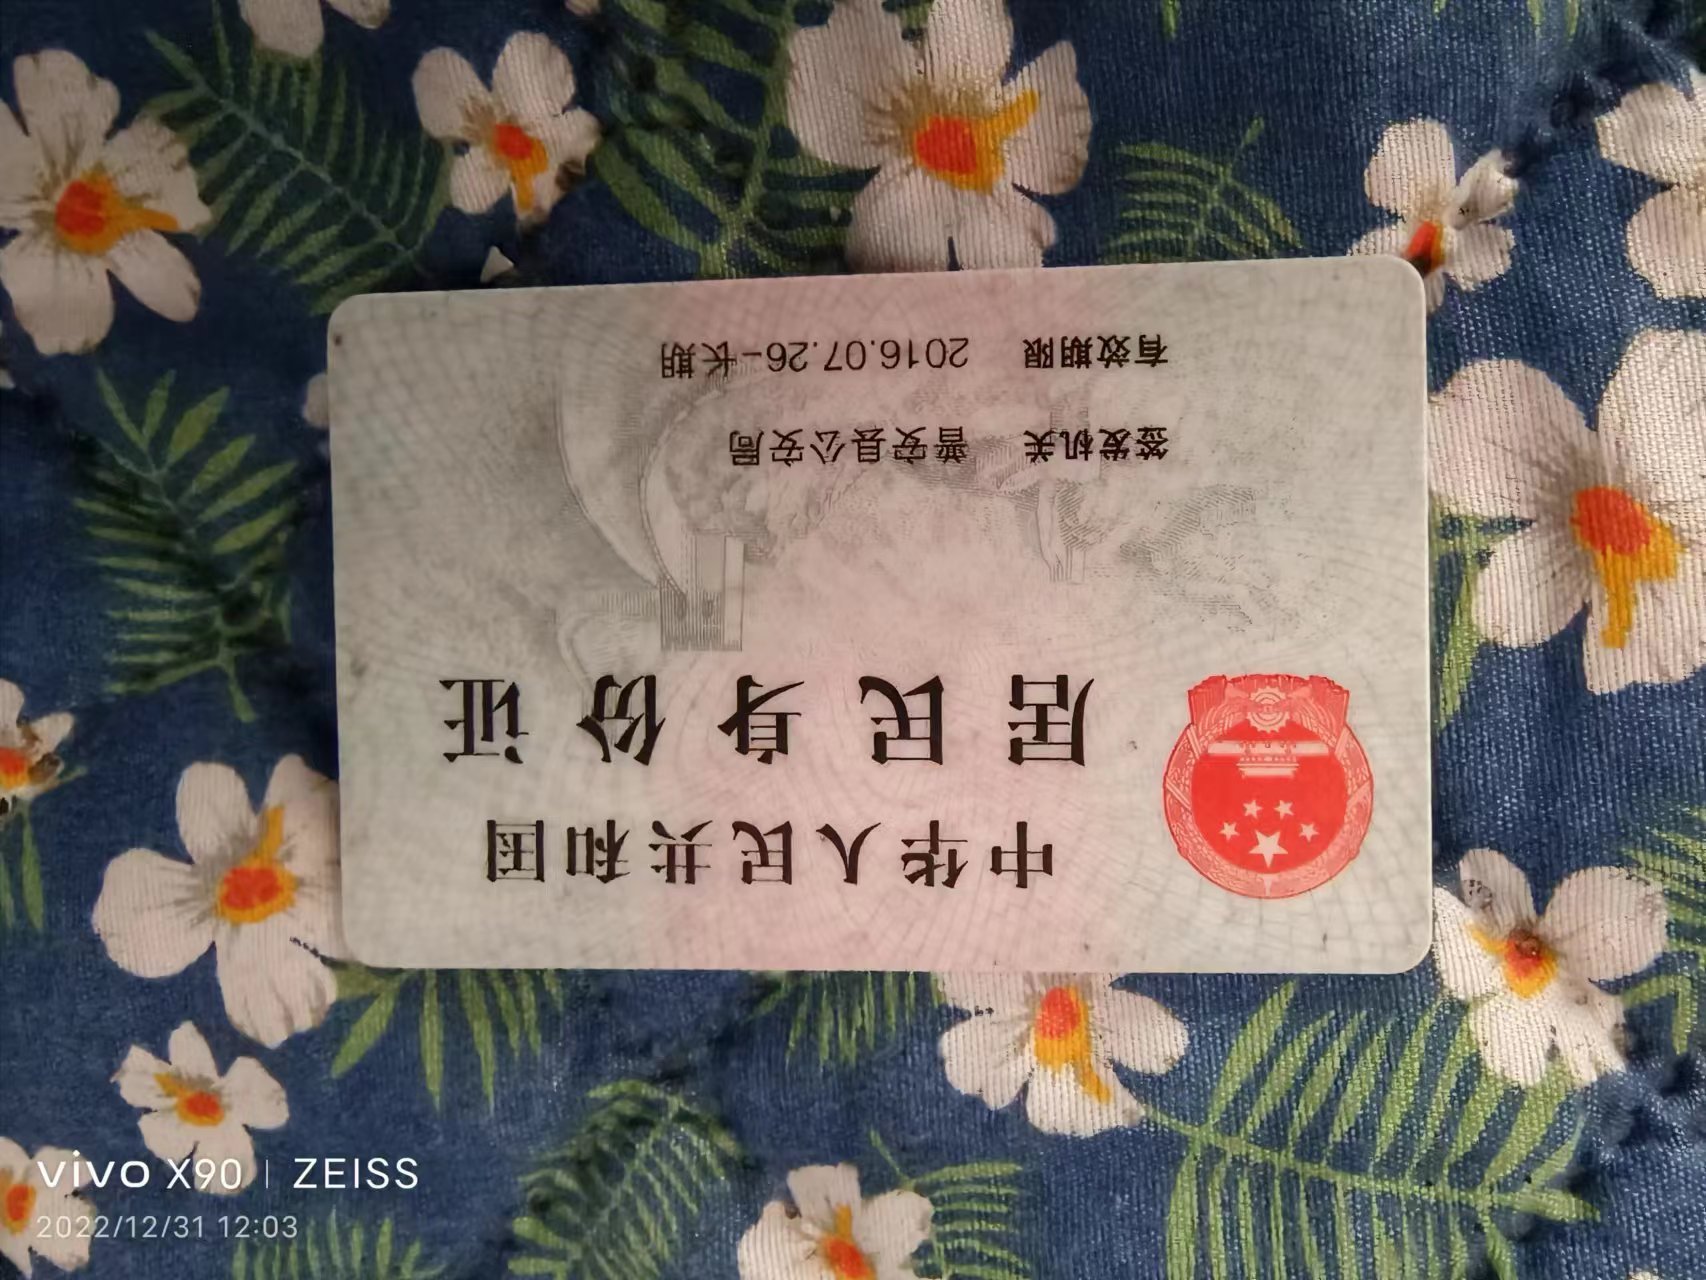 中华人民共和国
居民身份证
签发机关 普安县公安局
有效期限 2016.07.26-长期
vivo X90 | ZEISS
2022/12/31 12:03